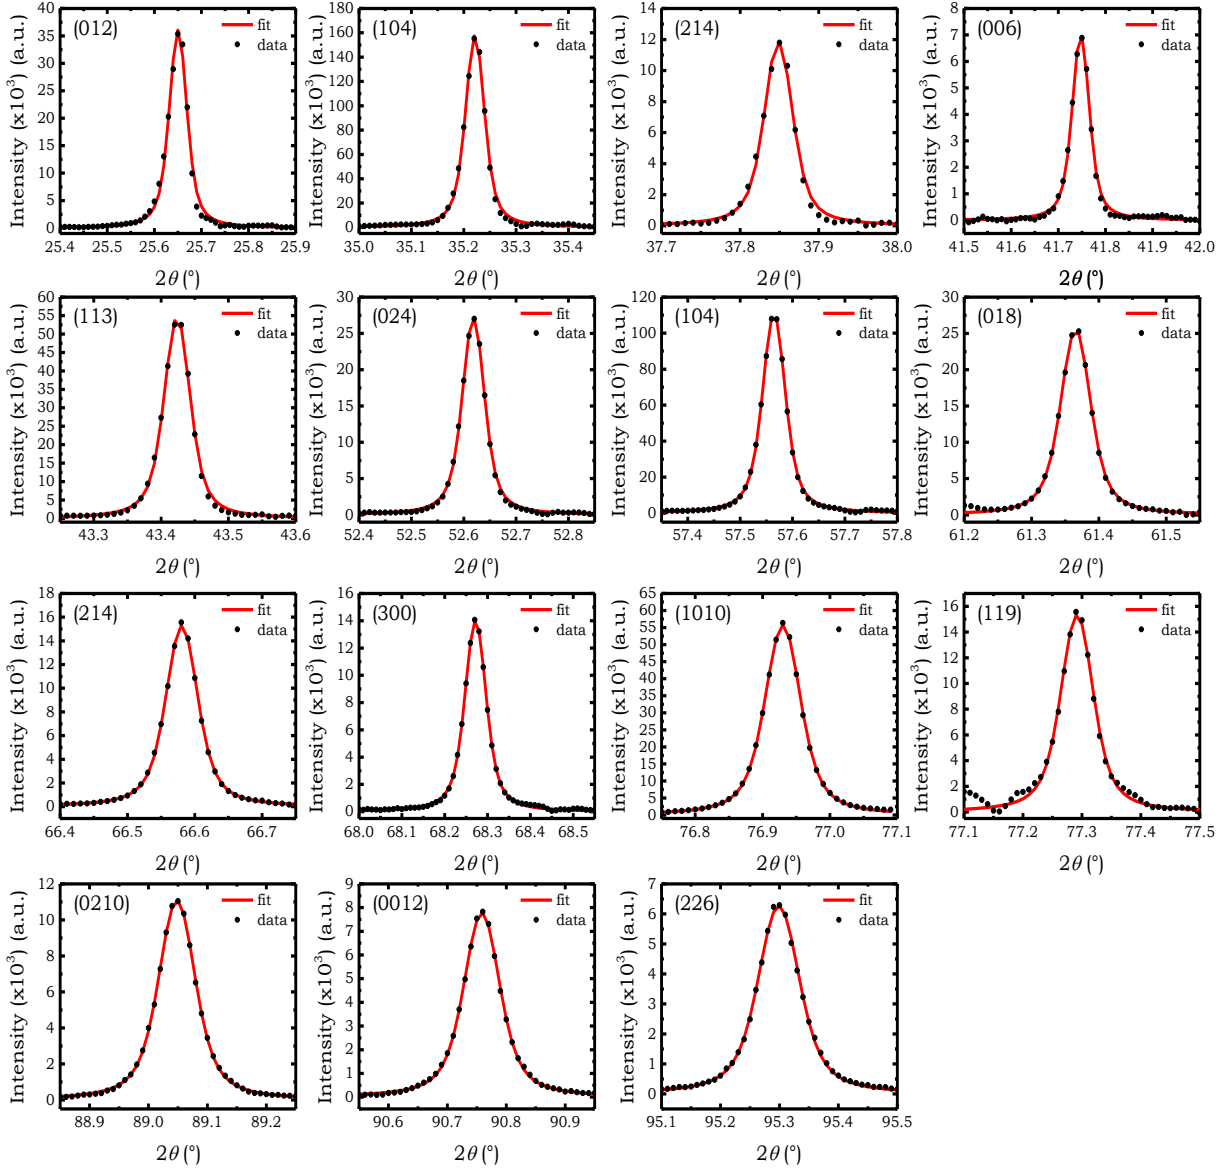 Intensity (x10³) (a.u.)
40
35
30
25
20
15
10
5
0
(012)
fit
data
25.4 25.5 25.6 25.7 25.8 25.9
2θ (°)
Intensity (x10³) (a.u.)
180
160
140
120
100
80
60
40
20
0
(104)
fit
data
35.0 35.1 35.2 35.3 35.4
2θ (°)
Intensity (x10³) (a.u.)
14
12
10
8
6
4
2
0
(214)
fit
data
37.7 37.8 37.9 38.0
2θ (°)
Intensity (x10³) (a.u.)
8
7
6
5
4
3
2
1
0
(006)
fit
data
41.5 41.6 41.7 41.8 41.9 42.0
2θ (°)
Intensity (x10³) (a.u.)
60
55
50
45
40
35
30
25
20
15
10
5
0
(113)
fit
data
43.3 43.4 43.5 43.6
2θ (°)
Intensity (x10³) (a.u.)
30
25
20
15
10
5
0
(024)
fit
data
52.4 52.5 52.6 52.7 52.8
2θ (°)
Intensity (x10³) (a.u.)
120
100
80
60
40
20
0
(104)
fit
data
57.4 57.5 57.6 57.7 57.8
2θ (°)
Intensity (x10³) (a.u.)
30
25
20
15
10
5
0
(018)
fit
data
61.2 61.3 61.4 61.5
2θ (°)
Intensity (x10³) (a.u.)
18
16
14
12
10
8
6
4
2
0
(214)
fit
data
66.4 66.5 66.6 66.7
2θ (°)
Intensity (x10³) (a.u.)
16
14
12
10
8
6
4
2
0
(300)
fit
data
68.0 68.1 68.2 68.3 68.4 68.5
2θ (°)
Intensity (x10³) (a.u.)
65
60
55
50
45
40
35
30
25
20
15
10
5
0
(1010)
fit
data
76.8 76.9 77.0 77.1
2θ (°)
Intensity (x10³) (a.u.)
16
14
12
10
8
6
4
2
0
(119)
fit
data
77.1 77.2 77.3 77.4 77.5
2θ (°)
Intensity (x10³) (a.u.)
12
10
8
6
4
2
0
(0210)
fit
data
88.9 89.0 89.1 89.2
2θ (°)
Intensity (x10³) (a.u.)
9
8
7
6
5
4
3
2
1
0
(0012)
fit
data
90.6 90.7 90.8 90.9
2θ (°)
Intensity (x10³) (a.u.)
7
6
5
4
3
2
1
0
(226)
fit
data
95.1 95.2 95.3 95.4 95.5
2θ (°)